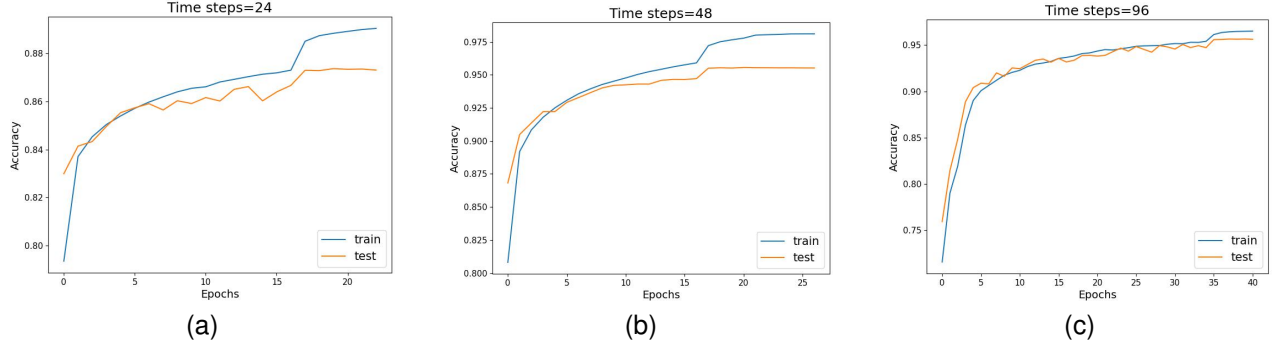 Time steps=24
0.88
0.86
0.84
0.82
0.80
Accuracy
0 5 10 15 20
Epochs
train
test
(a)
Time steps=48
0.975
0.950
0.925
0.900
0.875
0.850
0.825
0.800
Accuracy
0 5 10 15 20 25
Epochs
train
test
(b)
Time steps=96
0.95
0.90
0.85
0.80
0.75
Accuracy
0 5 10 15 20 25 30 35 40
Epochs
train
test
(c)